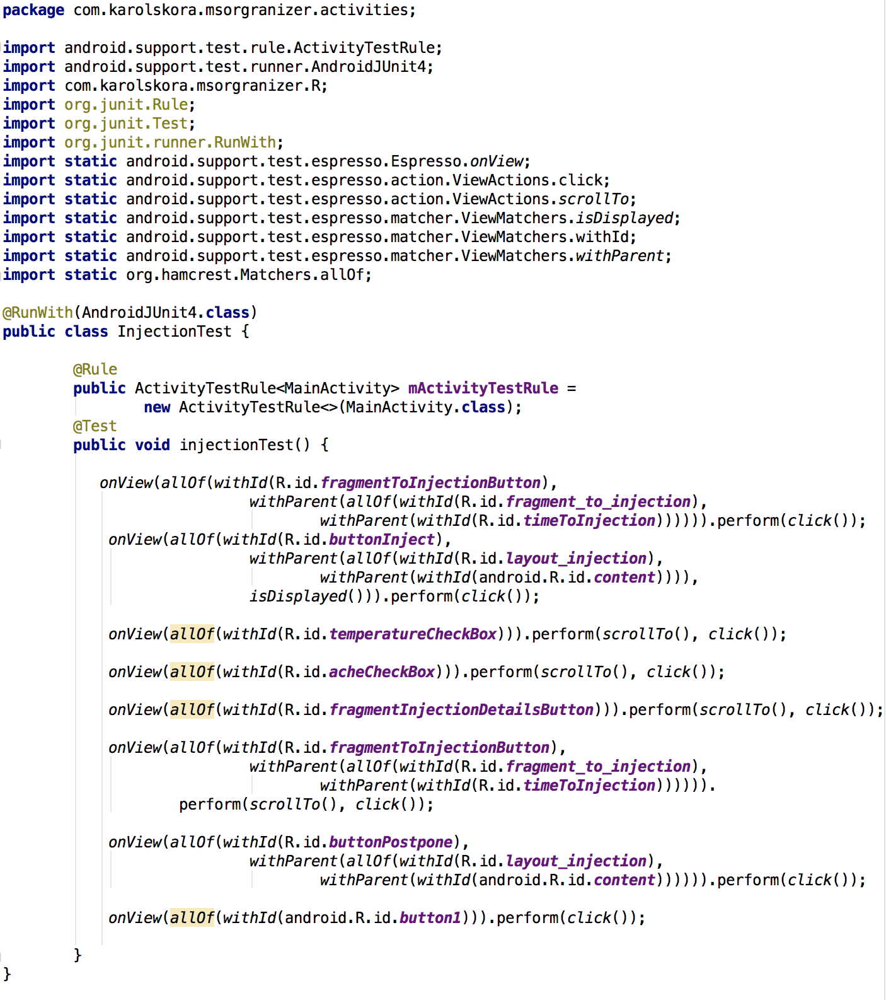 package com.karolskora.msorgranizer.activities;

import android.support.test.rule.ActivityTestRule;
import android.support.test.runner.AndroidJUnit4;
import com.karolskora.msorgranizer.R;
import org.junit.Rule;
import org.junit.Test;
import org.junit.runner.RunWith;
import static android.support.test.espresso.Espresso.onView;
import static android.support.test.espresso.action.ViewActions.click;
import static android.support.test.espresso.action.ViewActions.scrollTo;
import static android.support.test.espresso.matcher.ViewMatchers.isDisplayed;
import static android.support.test.espresso.matcher.ViewMatchers.withId;
import static android.support.test.espresso.matcher.ViewMatchers.withParent;
import static org.hamcrest.Matchers.allOf;

@RunWith(AndroidJUnit4.class)
public class InjectionTest {

        @Rule
        public ActivityTestRule<MainActivity> mActivityTestRule =
                new ActivityTestRule<>(MainActivity.class);
        @Test
        public void injectionTest() {

           onView(allOf(withId(R.id.fragmentToInjectionButton),
                            withParent(allOf(withId(R.id.fragment_to_injection),
                                    withParent(withId(R.id.timeToInjection)))))).perform(click());
            onView(allOf(withId(R.id.buttonInject),
                            withParent(allOf(withId(R.id.layout_injection),
                                    withParent(withId(android.R.id.content)))),
                            isDisplayed())).perform(click());

            onView(allOf(withId(R.id.temperatureCheckBox))).perform(scrollTo(), click());

            onView(allOf(withId(R.id.acheCheckBox))).perform(scrollTo(), click());

            onView(allOf(withId(R.id.fragmentInjectionDetailsButton))).perform(scrollTo(), click());

            onView(allOf(withId(R.id.fragmentToInjectionButton),
                            withParent(allOf(withId(R.id.fragment_to_injection),
                                    withParent(withId(R.id.timeToInjection)))))).
                    perform(scrollTo(), click());

            onView(allOf(withId(R.id.buttonPostpone),
                            withParent(allOf(withId(R.id.layout_injection),
                                    withParent(withId(android.R.id.content)))))).perform(click());

            onView(allOf(withId(android.R.id.button1))).perform(click());

        }
}